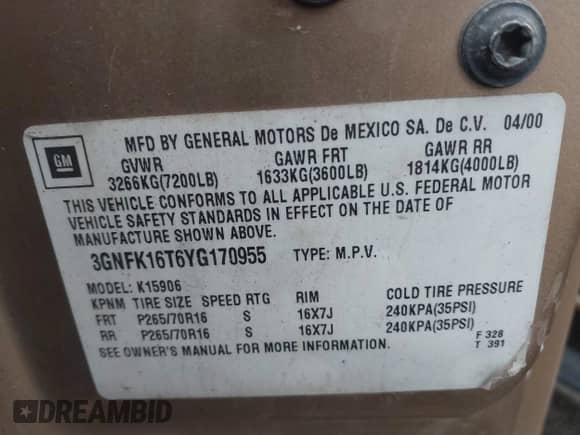 MFD BY GENERAL MOTORS De MEXICO SA. De C.V. 04/00
GM
GVWR GAWR FRT GAWR RR
3266KG(7200LB) 1633KG(3600LB) 1814KG(4000LB)
THIS VEHICLE CONFORMS TO ALL APPLICABLE U.S. FEDERAL MOTOR
VEHICLE SAFETY STANDARDS IN EFFECT ON THE DATE OF
MANUFACTURE SHOWN ABOVE.
3GNFK16T6YG170955 TYPE: M.P.V.
MODEL: K15906
KPNM TIRE SIZE SPEED RTG RIM COLD TIRE PRESSURE
FRT P265/70R16 S 16X7J 240KPA(35PSI)
RR P265/70R16 S 16X7J 240KPA(35PSI)
SEE OWNER'S MANUAL FOR MORE INFORMATION.
F 328
T 391
DREAMBID